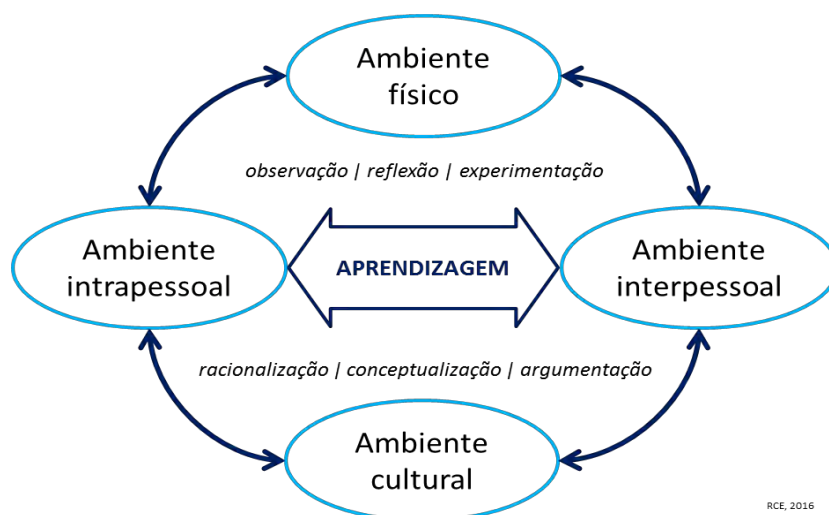 Ambiente
físico
observação | reflexão | experimentação
Ambiente
intrapessoal
APRENDIZAGEM
Ambiente
interpessoal
racionalização | conceptualização | argumentação
Ambiente
cultural
RCE, 2016